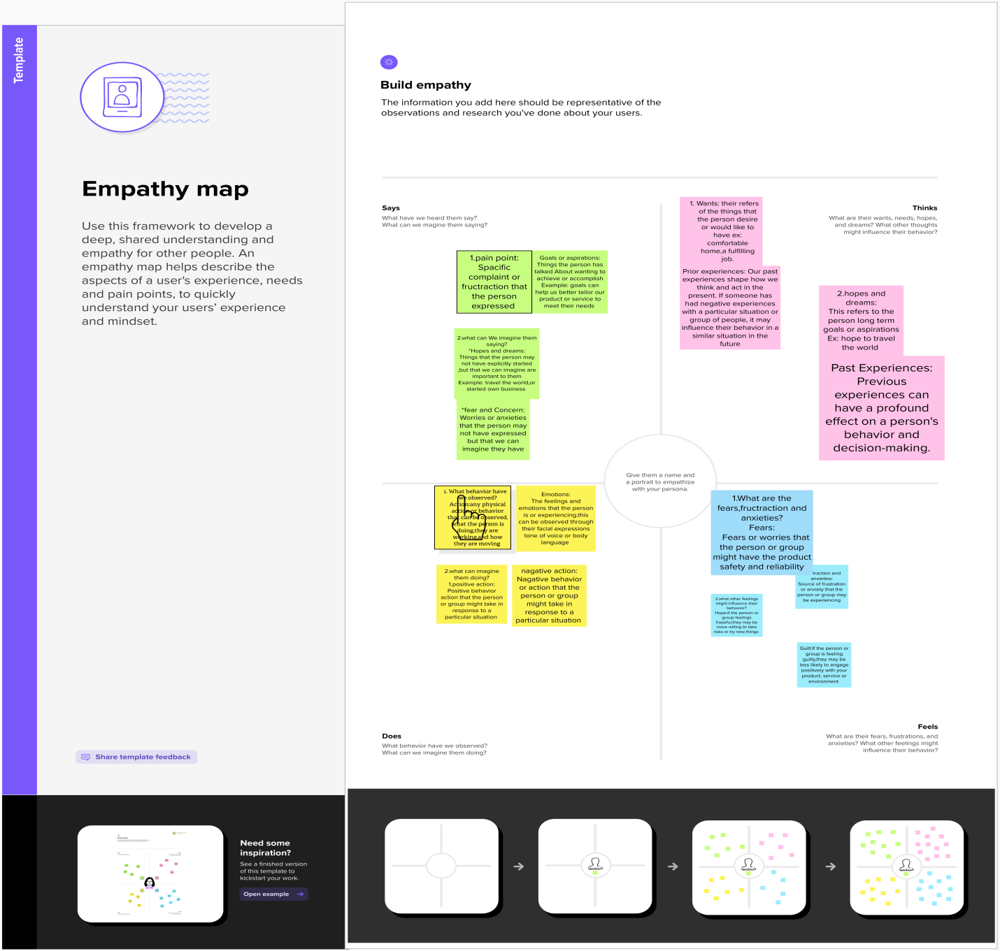 Template
Empathy map
Use this framework to develop a
deep, shared understanding and
empathy for other people. An
empathy map helps describe the
aspects of a user's experience, needs
and pain points, to quickly
understand your users’ experience
and mindset.
Share template feedback
Need some
inspiration?
See a finished version
of this template to
kickstart your work.
Open example
Build empathy
The information you add here should be representative of the
observations and research you've done about your users.
Says
What have we heard them say?
What can we magine them saying?
1.pain point:
Spacific
complaint or
fructraction that
the person
expressed
Goals or aspirations:
Things the person has
talked About wanting to
achieve or accomplish
Example: goals can
help us better tailor our
product or service to
meet their needs
2.what can We imagine them
saying?
*Hopes and dreams:
Things that the person may
not have explicitly started
,but that we can imagine are
important to them
Example: travel the world,or
started own business
*fear and Concern:
Worries or anxieties
that the person may
not have expressed
but that we can
imagine they have
Thinks
What are their wants, needs, hopes,
and dreams? What other thoughts
might influence their behavior?
1. Wants: their refers
of the things that
the person desire
or would like to
have ex:
comfortable
home,a fulfilling
job.
Prior experiences: Our past
experiences shape how we
think and act in the
present. If someone has
had negative experiences
with a particular situation or
group of people, it may
influence their behavior in a
similar situation in the
future
2.hopes and
dreams:
This refers to the
person long term
goals or aspirations
Ex: hope to travel
the world
Past Experiences:
Previous
experiences can
have a profound
effect on a person's
behavior and
decision-making.
Give them a name and
a portrait to empathize
with your persona.
1. What behavior have
we observed?
Action:any physical
action or behavior
that can be observed,
what the person is
doing,they are
working,and how
they are moving
Emotions:
The feelings and
emotions that the person
is or experiencing.this
can be observed through
their facial expressions
tone of voice or body
language
2.what can imagine
them doing?
1.positive action:
Positive behavior
action that the person
or group might take in
response to a
particular situation
nagative action:
Nagative behavior
or action that the
person or group
might take in
response to a
particular situation
Does
What behavior have we observed?
What can we imagine them doing?
1.What are the
fears,fructraction and
anxieties?
Fears:
Fears or worries that
the person or group
might have the product
safety and reliability
traction and
anxieties:
Source of frustration
or anxiety that the
person or group may
be experiencing
2.what other feelings
might influence their
behavior?
Hope:if the person or
group feelings
hopeful,they may be
more willing to take
risks or try new things
Guilt:If the person or
group is feeling
guilty,they may be
less likely to engage
positively with your
product, service or
environment
Feels
What are their fears, frustrations, and
anxieties? What other feelings might
influence their behavior?